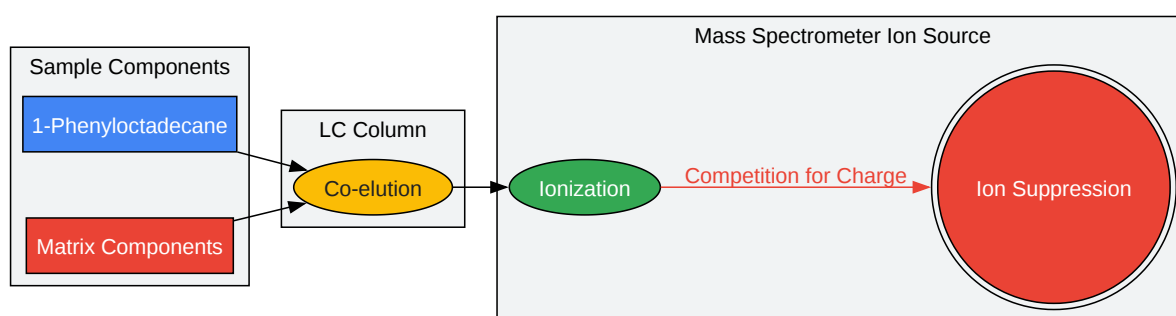 Sample Components
1-Phenyloctadecane
Matrix Components
LC Column
Co-elution
Mass Spectrometer Ion Source
Ionization
Competition for Charge
Ion Suppression